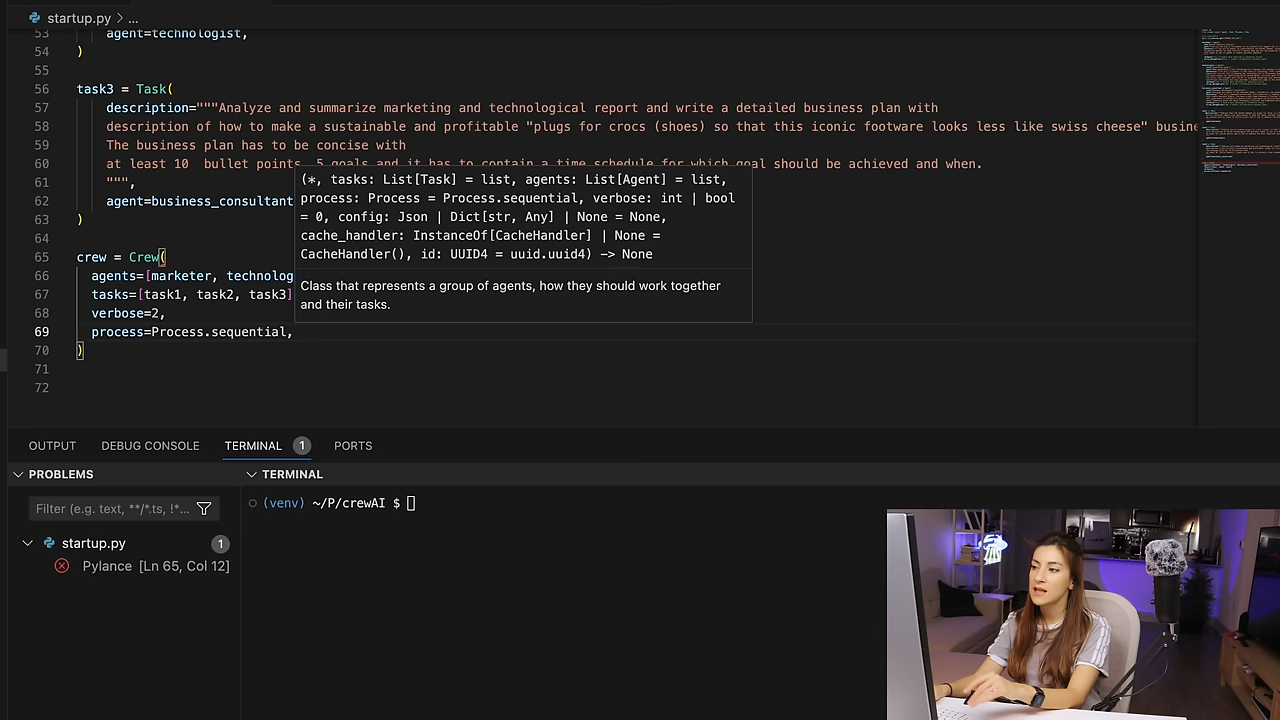 startup.py > ...
53 agent=technologist,
54 )
55
56 task3 = Task(
57 description="""Analyze and summarize marketing and technological report and write a detailed business plan with
58 description of how to make a sustainable and profitable "plugs for crocs (shoes) so that this iconic footware looks less like swiss cheese" busin
59 The business plan has to be concise with
60 at least 10 bullet points, 5 goals and it has to contain a time schedule for which goal should be achieved and when.
61 """,
62 agent=business_consultant
63 )
64
65 crew = Crew(
66 agents=[marketer, technolog
67 tasks=[task1, task2, task3]
68 verbose=2,
69 process=Process.sequential,
70 )
71
72
(*, tasks: List[Task] = list, agents: List[Agent] = list,
process: Process = Process.sequential, verbose: int | bool
= 0, config: Json | Dict[str, Any] | None = None,
cache_handler: InstanceOf[CacheHandler] | None =
CacheHandler(), id: UUID4 = uuid.uuid4) -> None
Class that represents a group of agents, how they should work together
and their tasks.
OUTPUT DEBUG CONSOLE TERMINAL 1 PORTS
PROBLEMS
Filter (e.g. text, **/*.ts, !*...
startup.py 1
Pylance [Ln 65, Col 12]
TERMINAL
(venv) ~/P/crewAI $